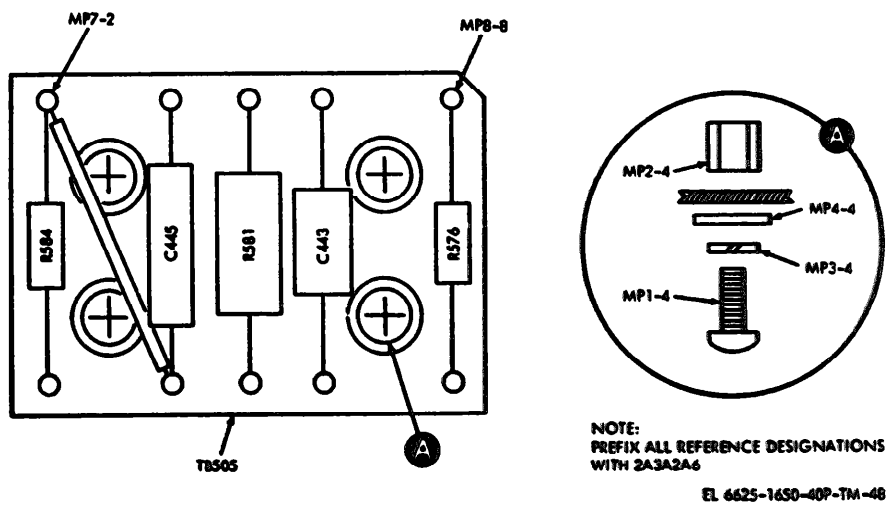 MP7-2
MP8-8
R584
C445
R581
C443
R576
TB505
A
A
MP2-4
MP4-4
MP3-4
MP1-4
NOTE:
PREFIX ALL REFERENCE DESIGNATIONS
WITH 2A3A2A6
EL 6625-1650-40P-TM-48